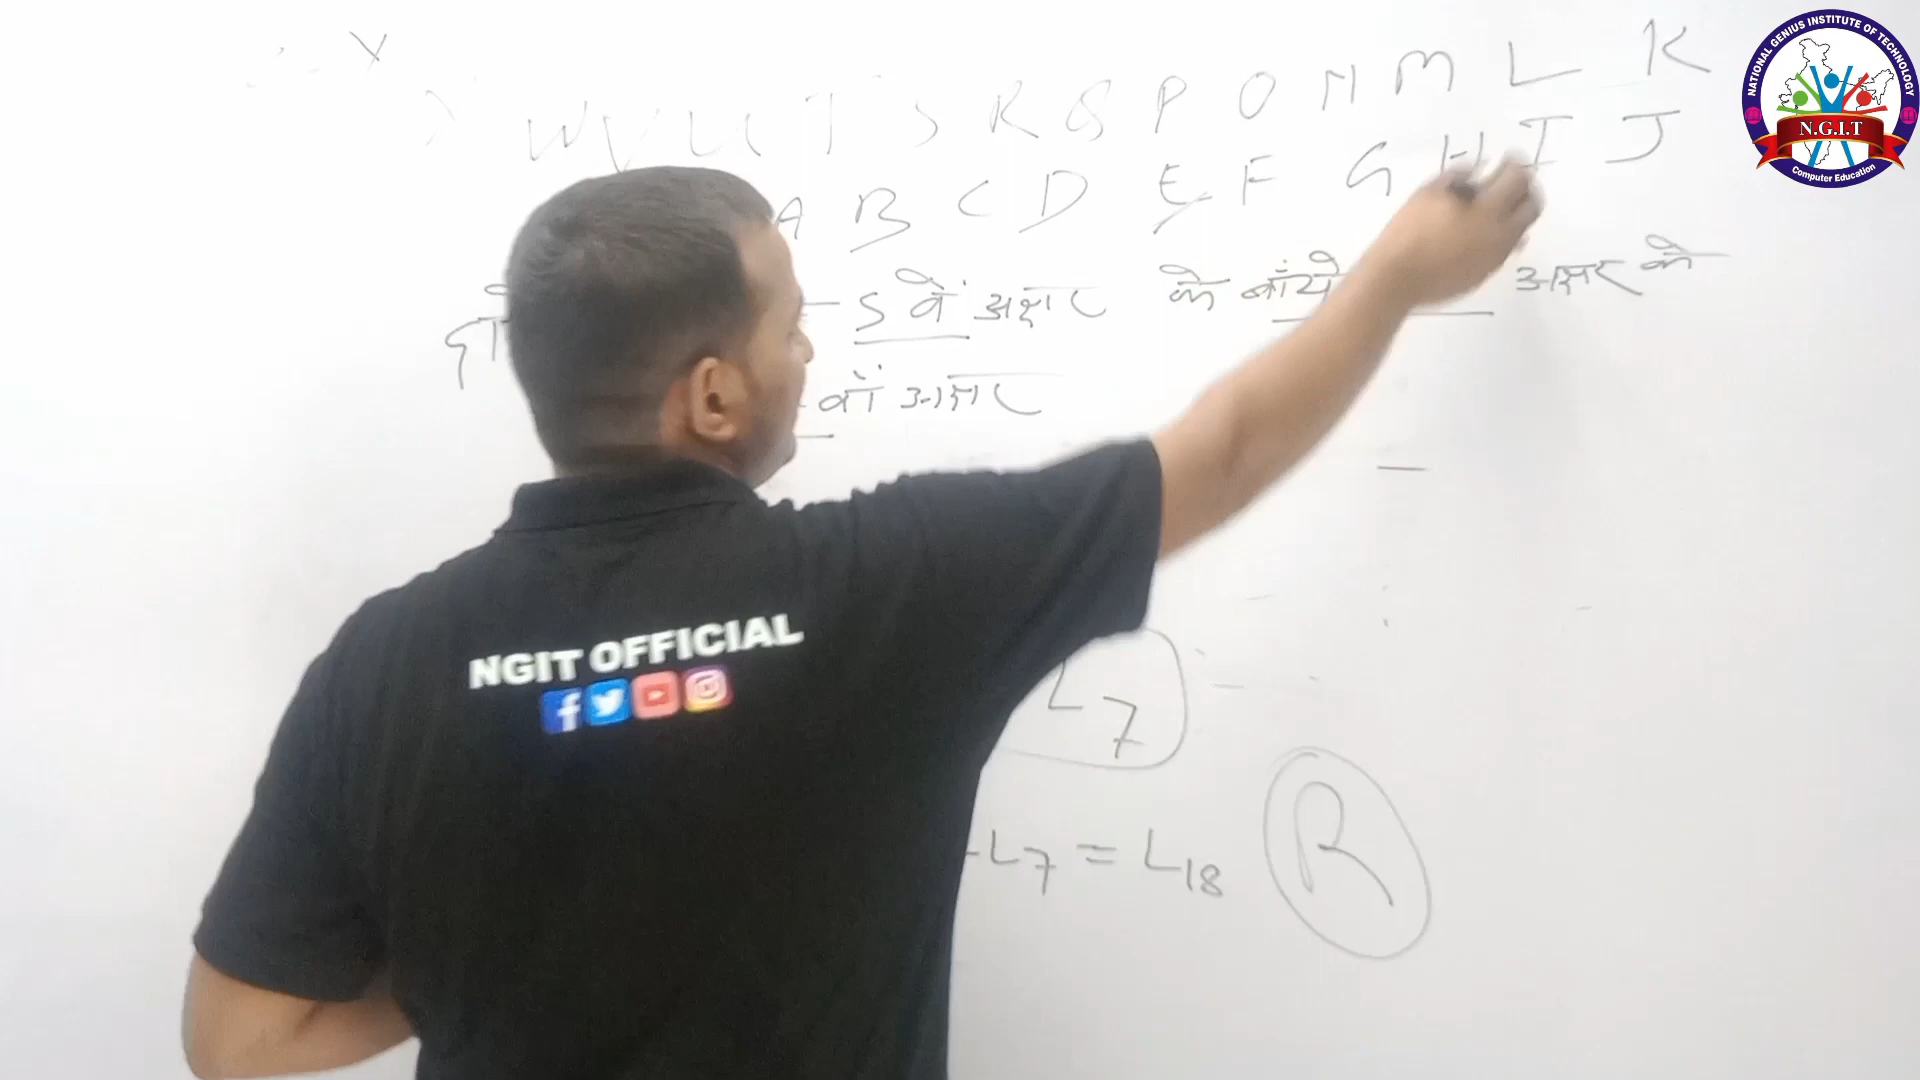 Y
X W V U T S R Q P O N M L K
A B C D E F G H I J
5 वें अक्षर के बाँये अक्षर के
वाँ अक्षर
L7
L7 = L18
R
NGIT OFFICIAL
NATIONAL GENIUS INSTITUTE OF TECHNOLOGY
N.G.I.T
Computer Education